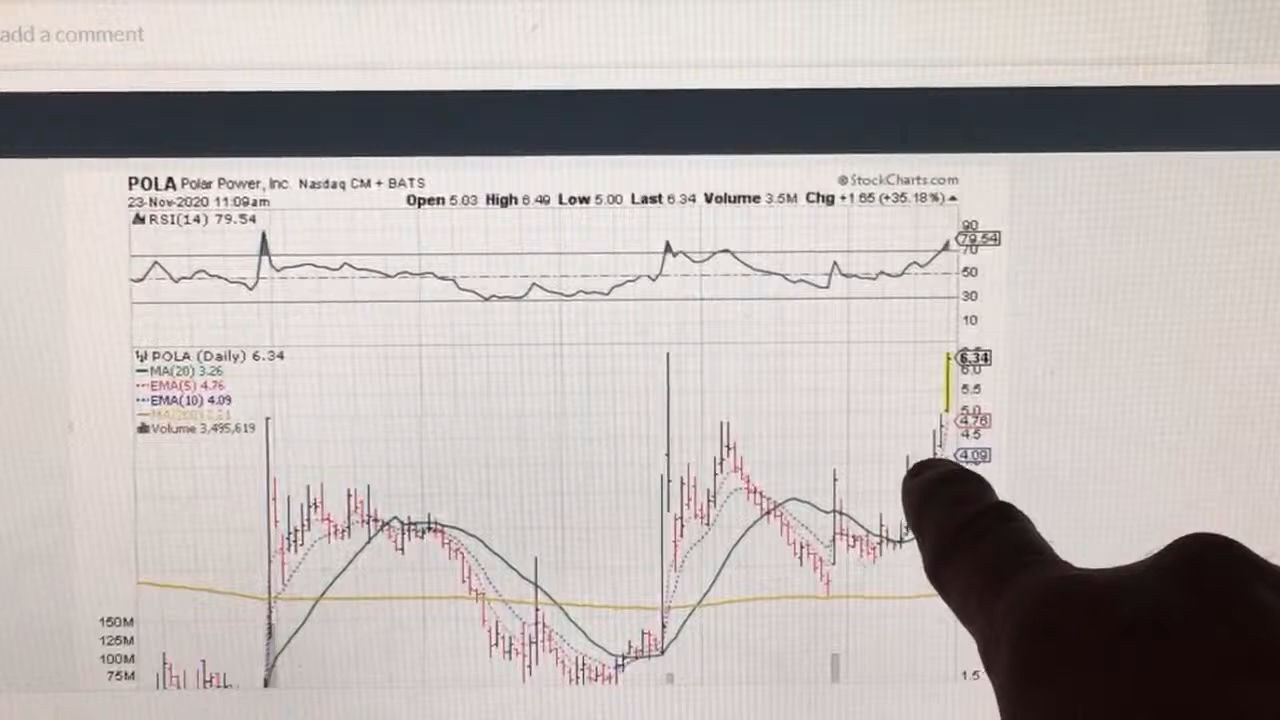 add a comment
POLA Polar Power, Inc. Nasdaq CM + BATS
© StockCharts.com
23-Nov-2020 11:09am
Open 5.03 High 6.49 Low 5.00 Last 6.34 Volume 3.5M Chg +1.65 (+35.18%)
RSI(14) 79.54
90
79.54
70
50
30
10
POLA (Daily) 6.34
MA(20) 3.26
EMA(5) 4.76
EMA(10) 4.09
Volume 3,495,619
6.34
6.0
5.5
5.0
4.76
4.5
4.09
150M
125M
100M
75M
1.5